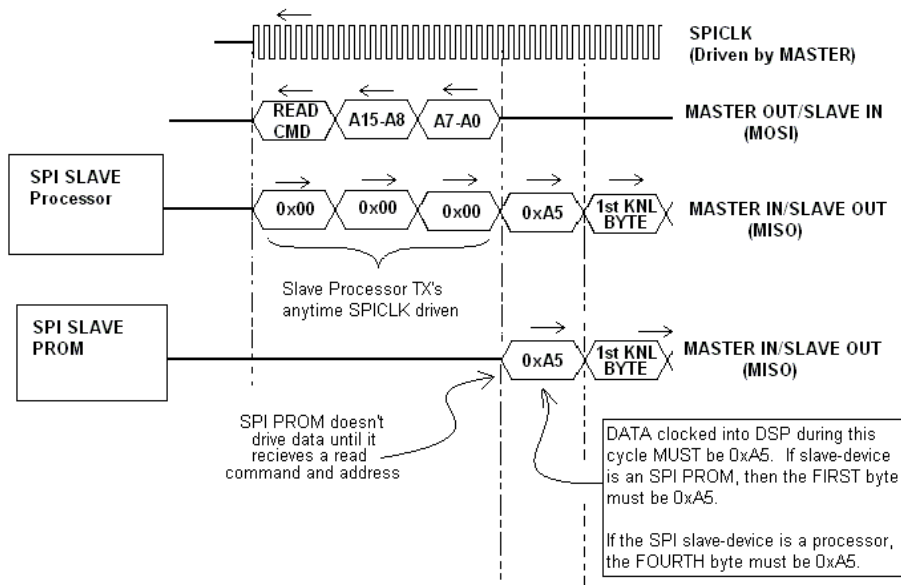 SPICLK
(Driven by MASTER)
READ
CMD
A15-A8
A7-A0
MASTER OUT/SLAVE IN
(MOSI)
SPI SLAVE
Processor
0x00
0x00
0x00
0xA5
1st KNL
BYTE
MASTER IN/SLAVE OUT
(MISO)
Slave Processor TX's
anytime SPICLK driven
SPI SLAVE
PROM
0xA5
1st KNL
BYTE
MASTER IN/SLAVE OUT
(MISO)
SPI PROM doesn't
drive data until it
recieves a read
command and address
DATA clocked into DSP during this
cycle MUST be 0xA5. If slave-device
is an SPI PROM, then the FIRST byte
must be 0xA5.
If the SPI slave-device is a processor,
the FOURTH byte must be 0xA5.